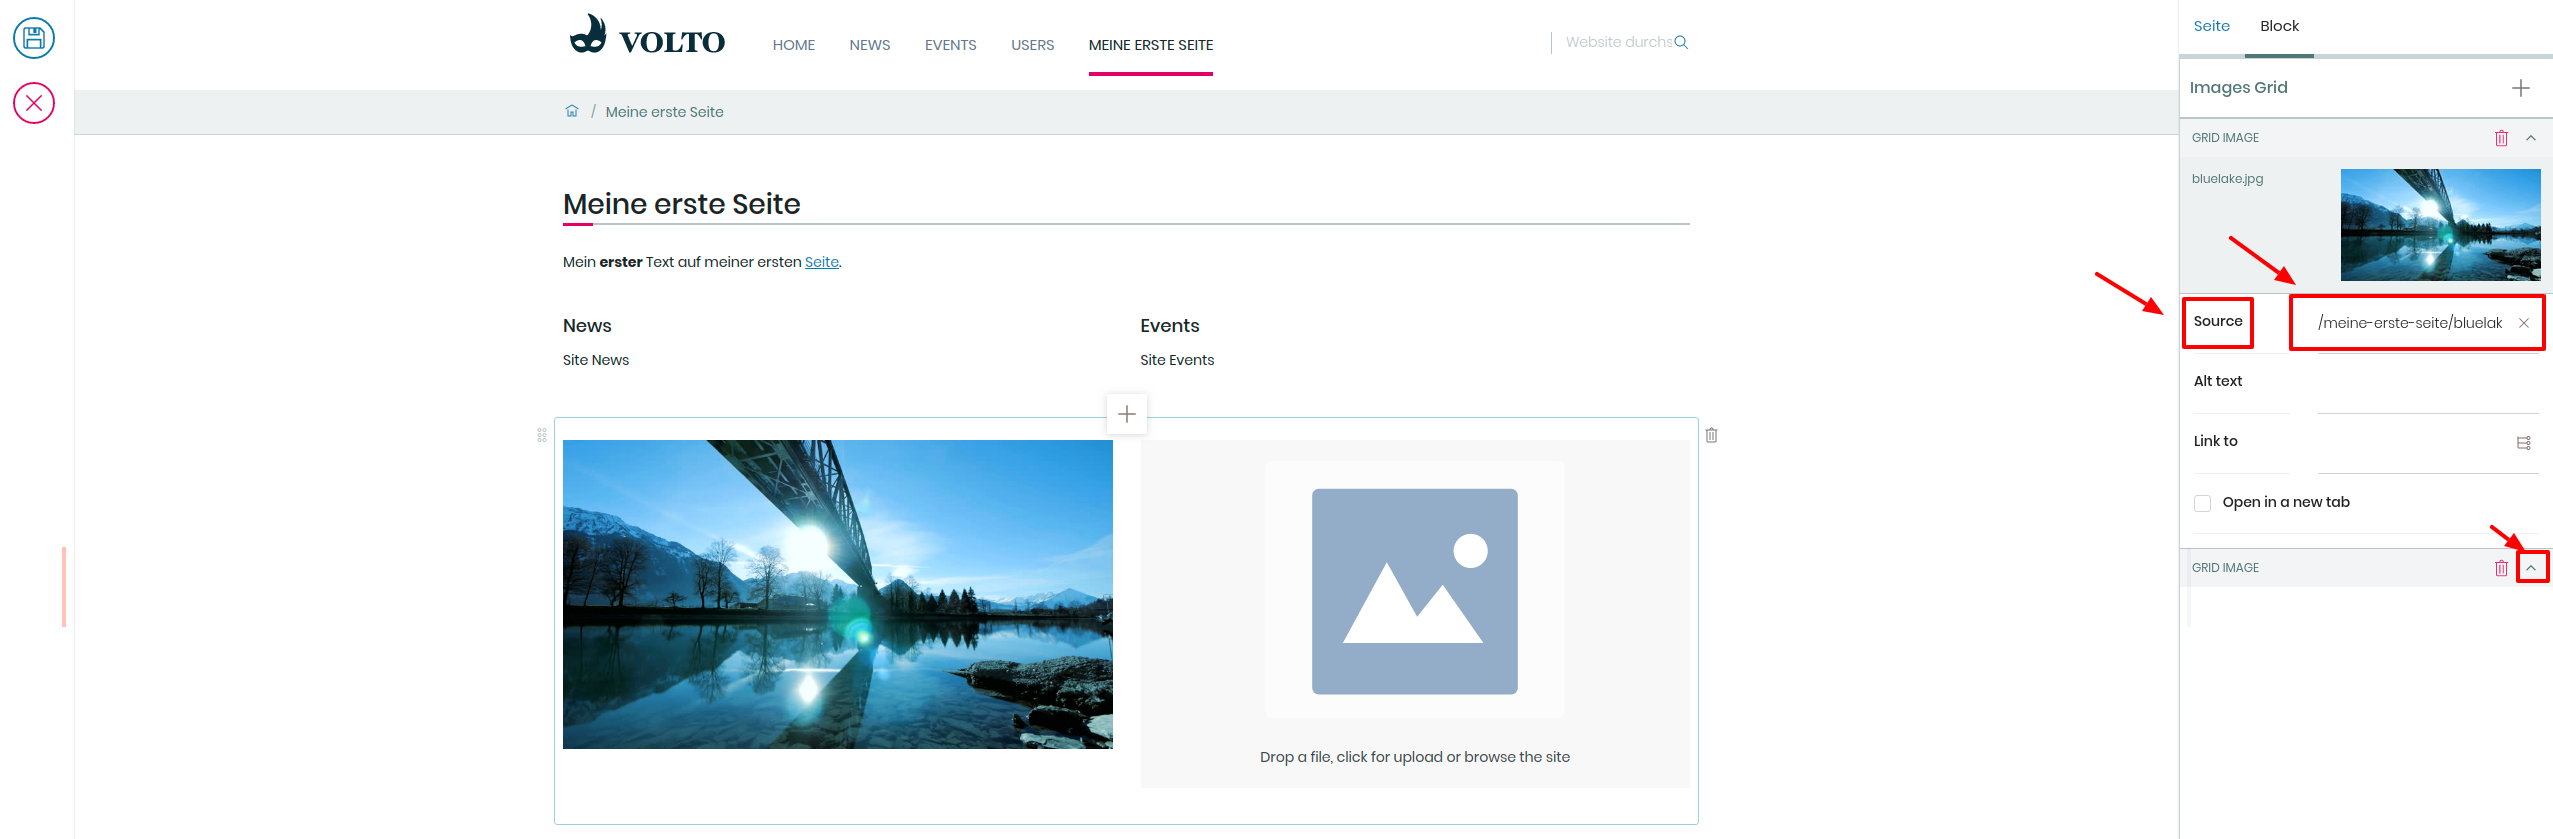 VOLTO
HOME NEWS EVENTS USERS MEINE ERSTE SEITE
Website durchs
/ Meine erste Seite
Meine erste Seite
Mein erster Text auf meiner ersten Seite.
News Events
Site News Site Events
Drop a file, click for upload or browse the site
Seite Block
Images Grid
GRID IMAGE
bluelake.jpg
Source /meine-erste-seite/bluelak
Alt text
Link to
Open in a new tab
GRID IMAGE